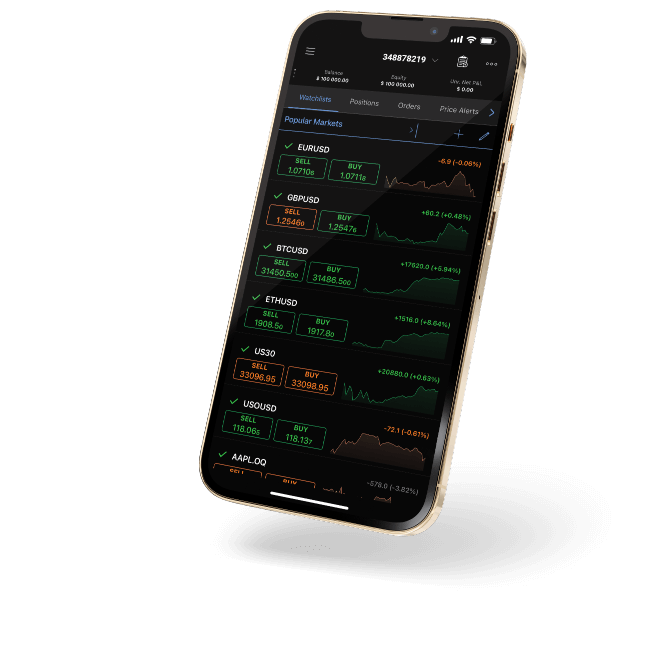 348878219
Balance Equity Unr. Net P&L
$ 100 000.00 $ 100 000.00 $ 0.00
Watchlists Positions Orders Price Alerts
Popular Markets
EURUSD
-6.9 (-0.06%)
SELL BUY
1.07106 1.07118
GBPUSD
+60.2 (+0.48%)
SELL BUY
1.25460 1.25476
BTCUSD
+17629.0 (+5.94%)
SELL BUY
31450.500 31486.500
ETHUSD
+1516.0 (+8.64%)
SELL BUY
1908.50 1917.80
US30
+20880.0 (+0.63%)
SELL BUY
33096.95 33098.95
USOUSD
-72.1 (-0.61%)
SELL BUY
118.065 118.137
AAPL.OQ
-578.0 (-3.82%)
SELL BUY